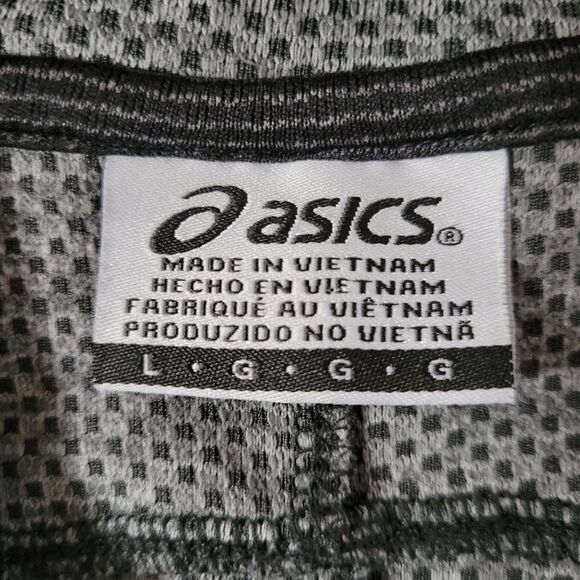 asics®
MADE IN VIETNAM
HECHO EN VIETNAM
FABRIQUÉ AU VIÊTNAM
PRODUZIDO NO VIETNÃ
L • G • G • G